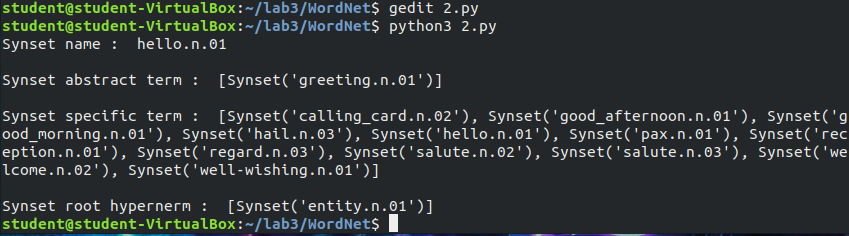 student@student-VirtualBox:~/lab3/WordNet$ gedit 2.py
student@student-VirtualBox:~/lab3/WordNet$ python3 2.py
Synset name :  hello.n.01
Synset abstract term :  [Synset('greeting.n.01')]
Synset specific term :  [Synset('calling_card.n.02'), Synset('good_afternoon.n.01'), Synset('g
ood_morning.n.01'), Synset('hail.n.03'), Synset('hello.n.01'), Synset('pax.n.01'), Synset('rec
eption.n.01'), Synset('regard.n.03'), Synset('salute.n.02'), Synset('salute.n.03'), Synset('we
lcome.n.02'), Synset('well-wishing.n.01')]
Synset root hypernerm :  [Synset('entity.n.01')]
student@student-VirtualBox:~/lab3/WordNet$